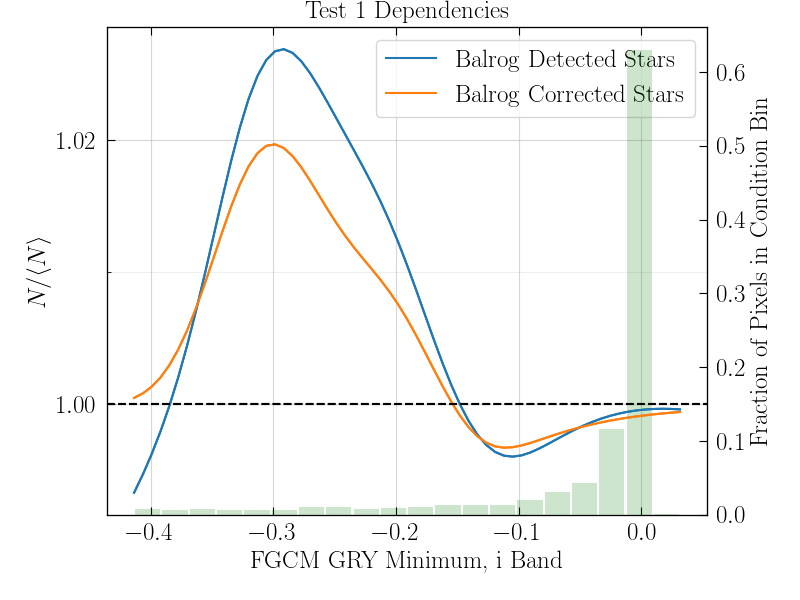 Test 1 Dependencies
Balrog Detected Stars
Balrog Corrected Stars
1.02
1.00
N/⟨N⟩
0.6
0.5
0.4
0.3
0.2
0.1
0.0
Fraction of Pixels in Condition Bin
−0.4 −0.3 −0.2 −0.1 0.0
FGCM GRY Minimum, i Band